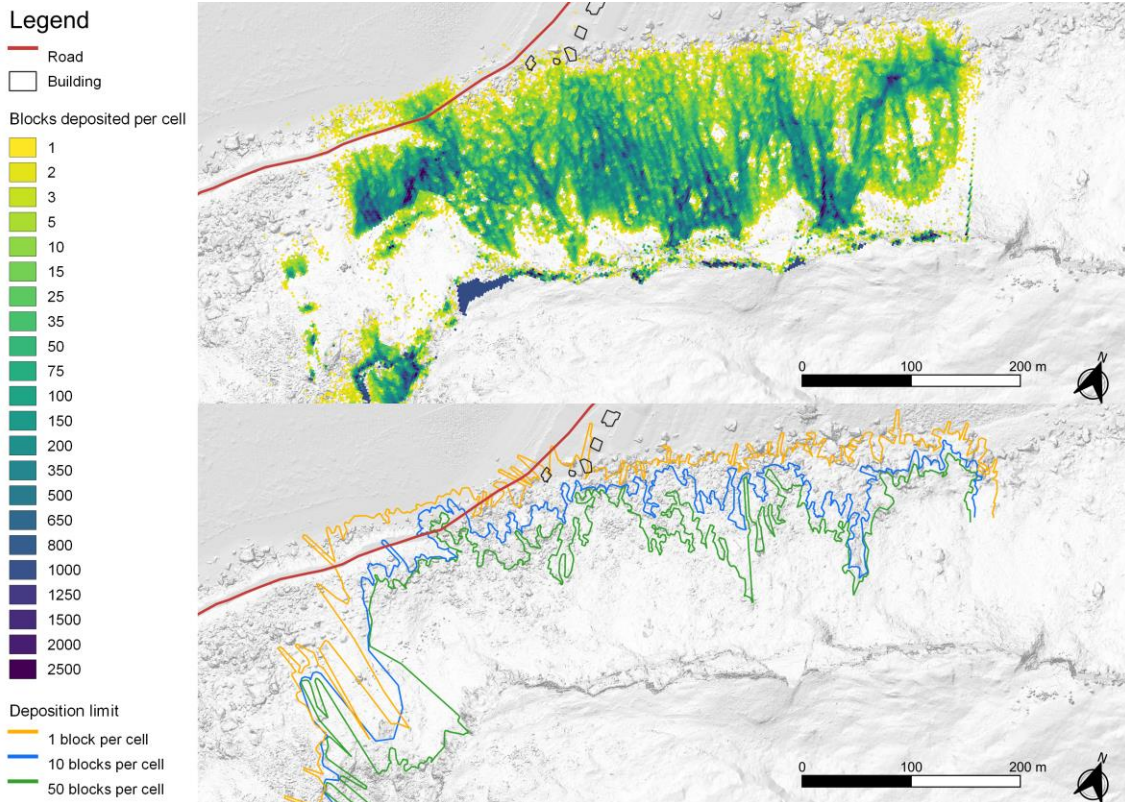 Legend
Road
Building
Blocks deposited per cell
1
2
3
5
10
15
25
35
50
75
100
150
200
350
500
650
800
1000
1250
1500
2000
2500
Deposition limit
1 block per cell
10 blocks per cell
50 blocks per cell
0 100 200 m
N
0 100 200 m
N